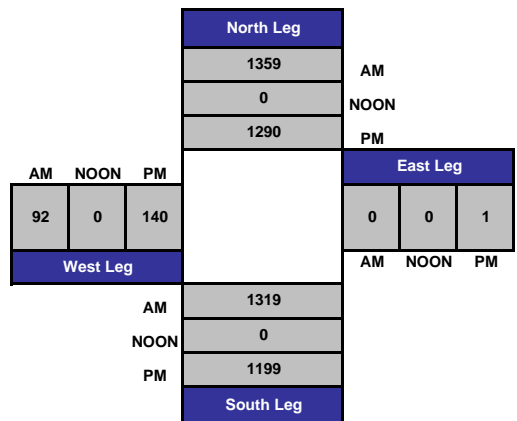 North Leg
1359
AM
0
NOON
1290
PM
East Leg
AM NOON PM
92 0 140
0 0 1
West Leg
AM NOON PM
AM
1319
NOON
0
PM
1199
South Leg